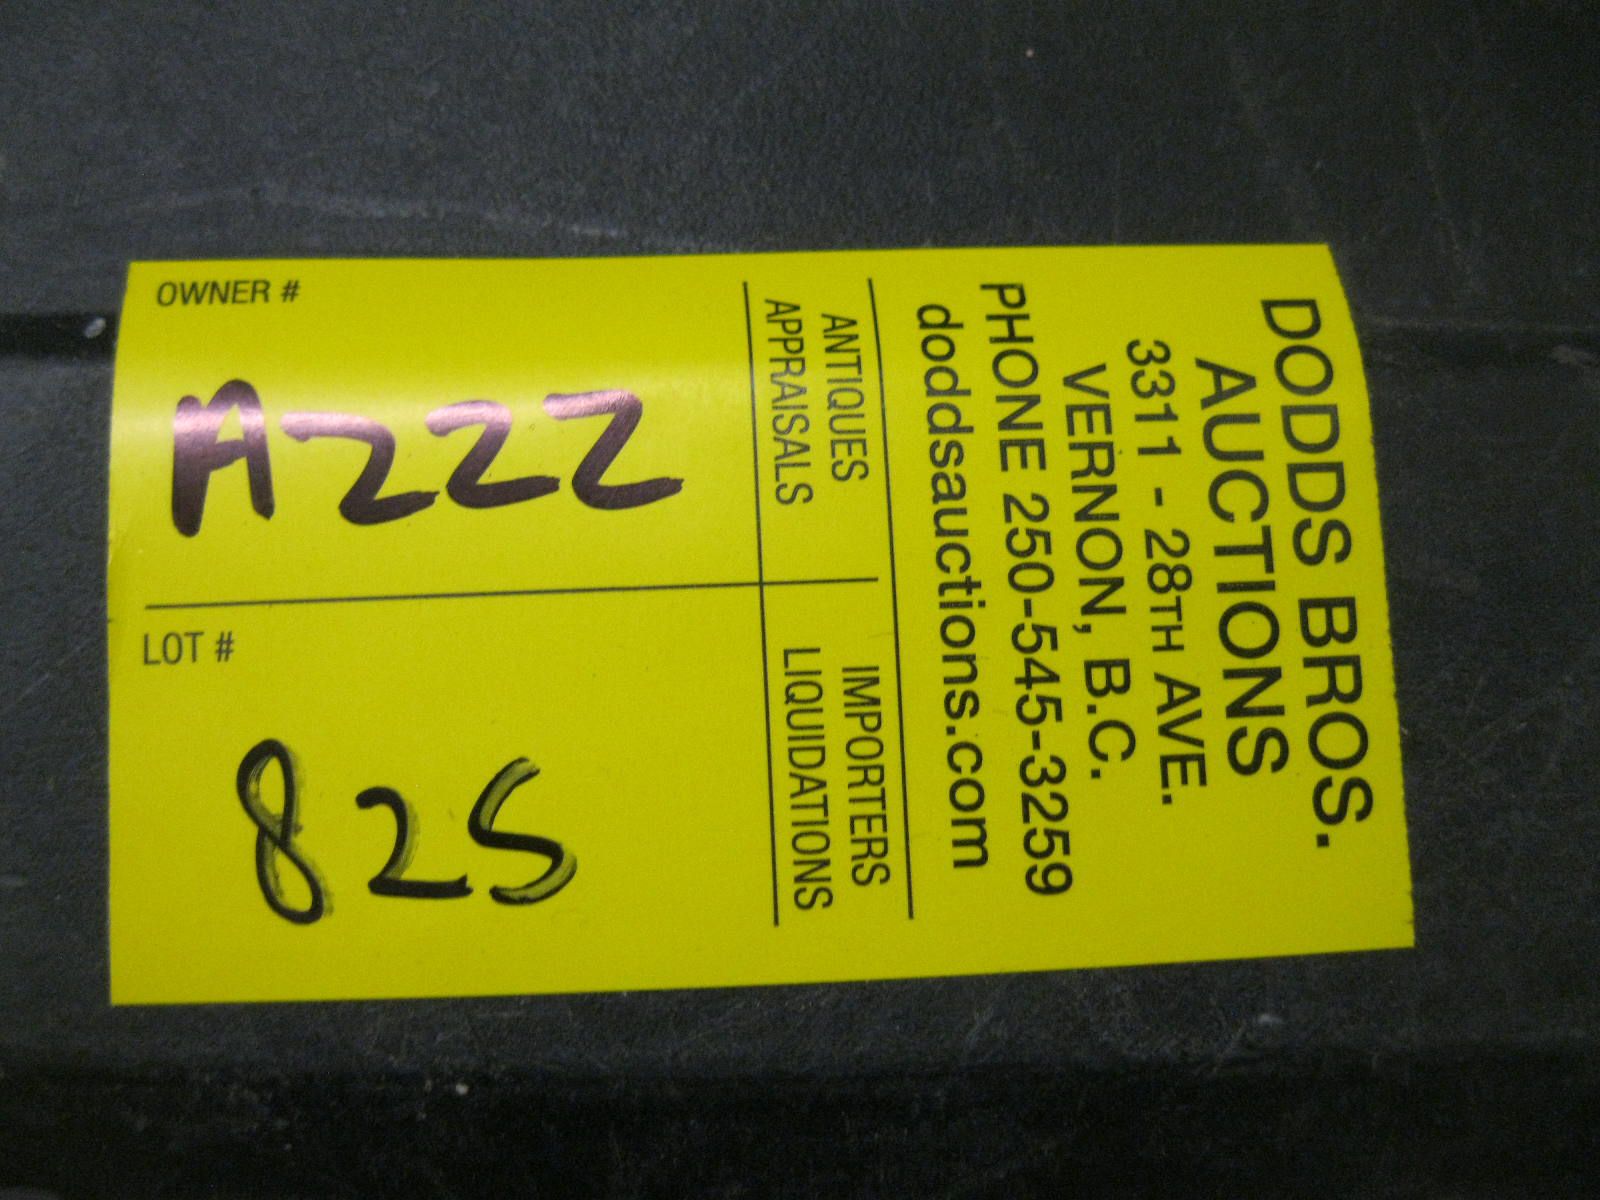 DODDS BROS.
AUCTIONS
3311 - 28TH AVE.
VERNON, B.C.
PHONE 250-545-3259
doddsauctions.com
ANTIQUES
APPRAISALS
IMPORTERS
LIQUIDATIONS
OWNER #
A222
LOT #
825